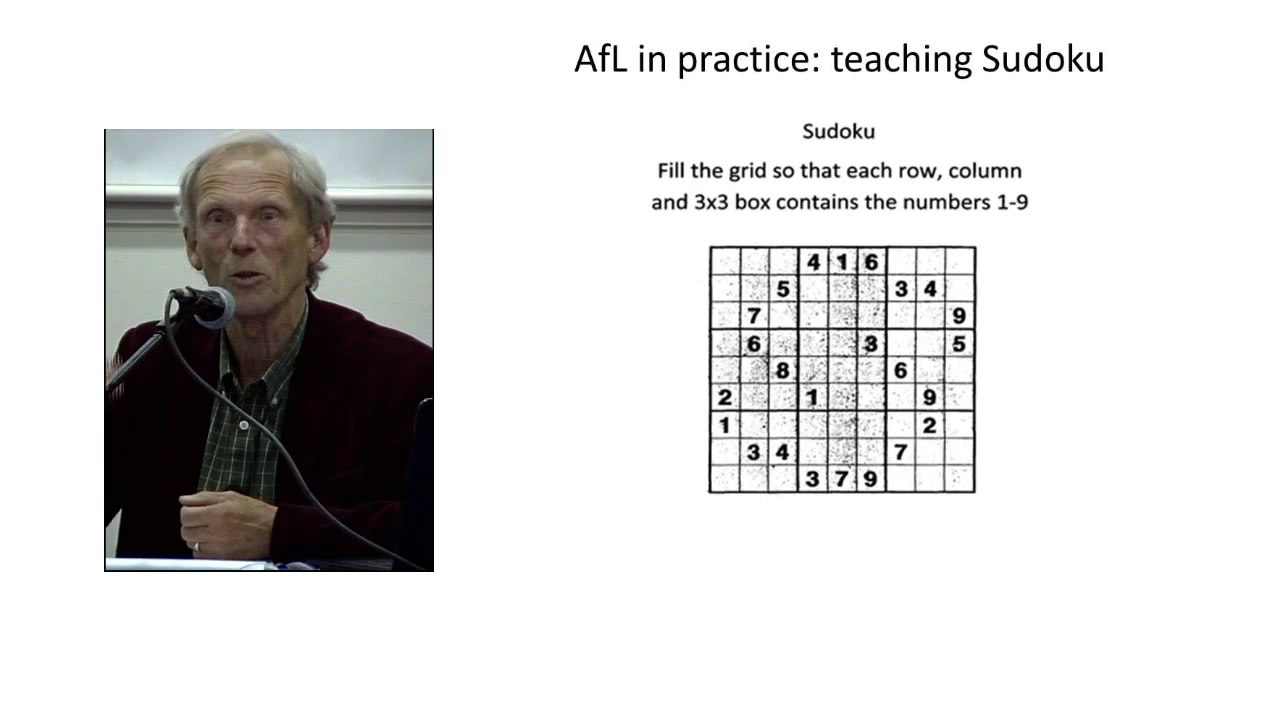 AfL in practice: teaching Sudoku
Sudoku
Fill the grid so that each row, column
and 3x3 box contains the numbers 1-9
4 1 6
5 3 4
7 9
6 3 5
8 6
2 1 9
1 2
3 4 7
3 7 9